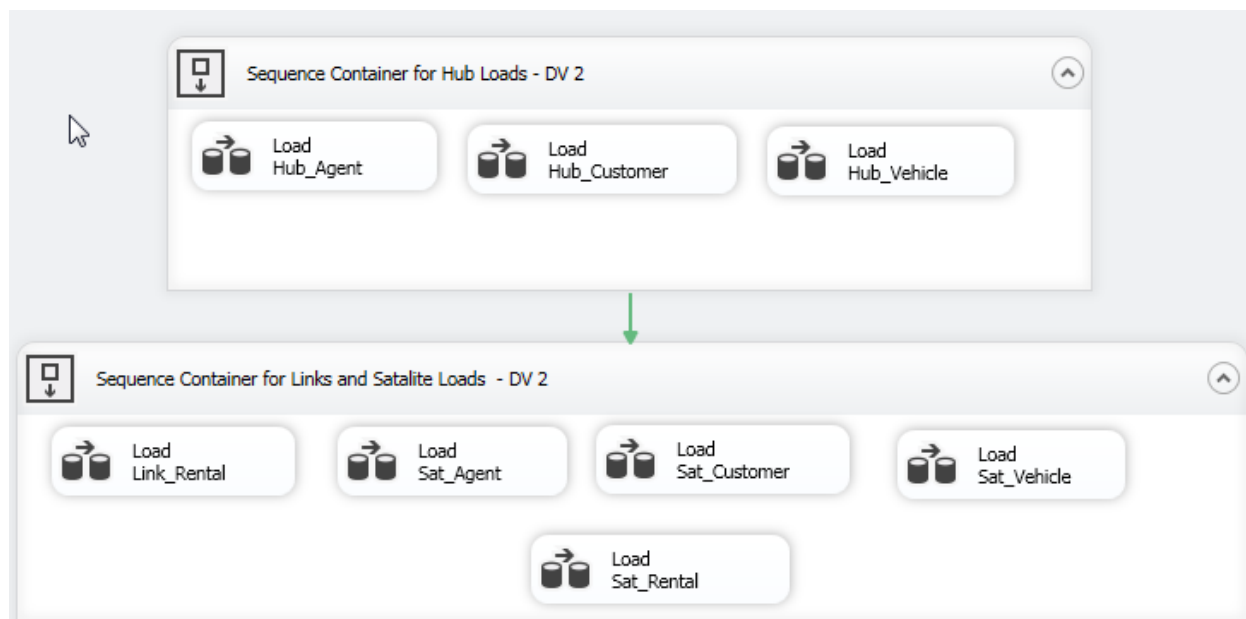 Sequence Container for Hub Loads - DV 2
Load
Hub_Agent
Load
Hub_Customer
Load
Hub_Vehicle
Sequence Container for Links and Satalite Loads - DV 2
Load
Link_Rental
Load
Sat_Agent
Load
Sat_Customer
Load
Sat_Vehicle
Load
Sat_Rental